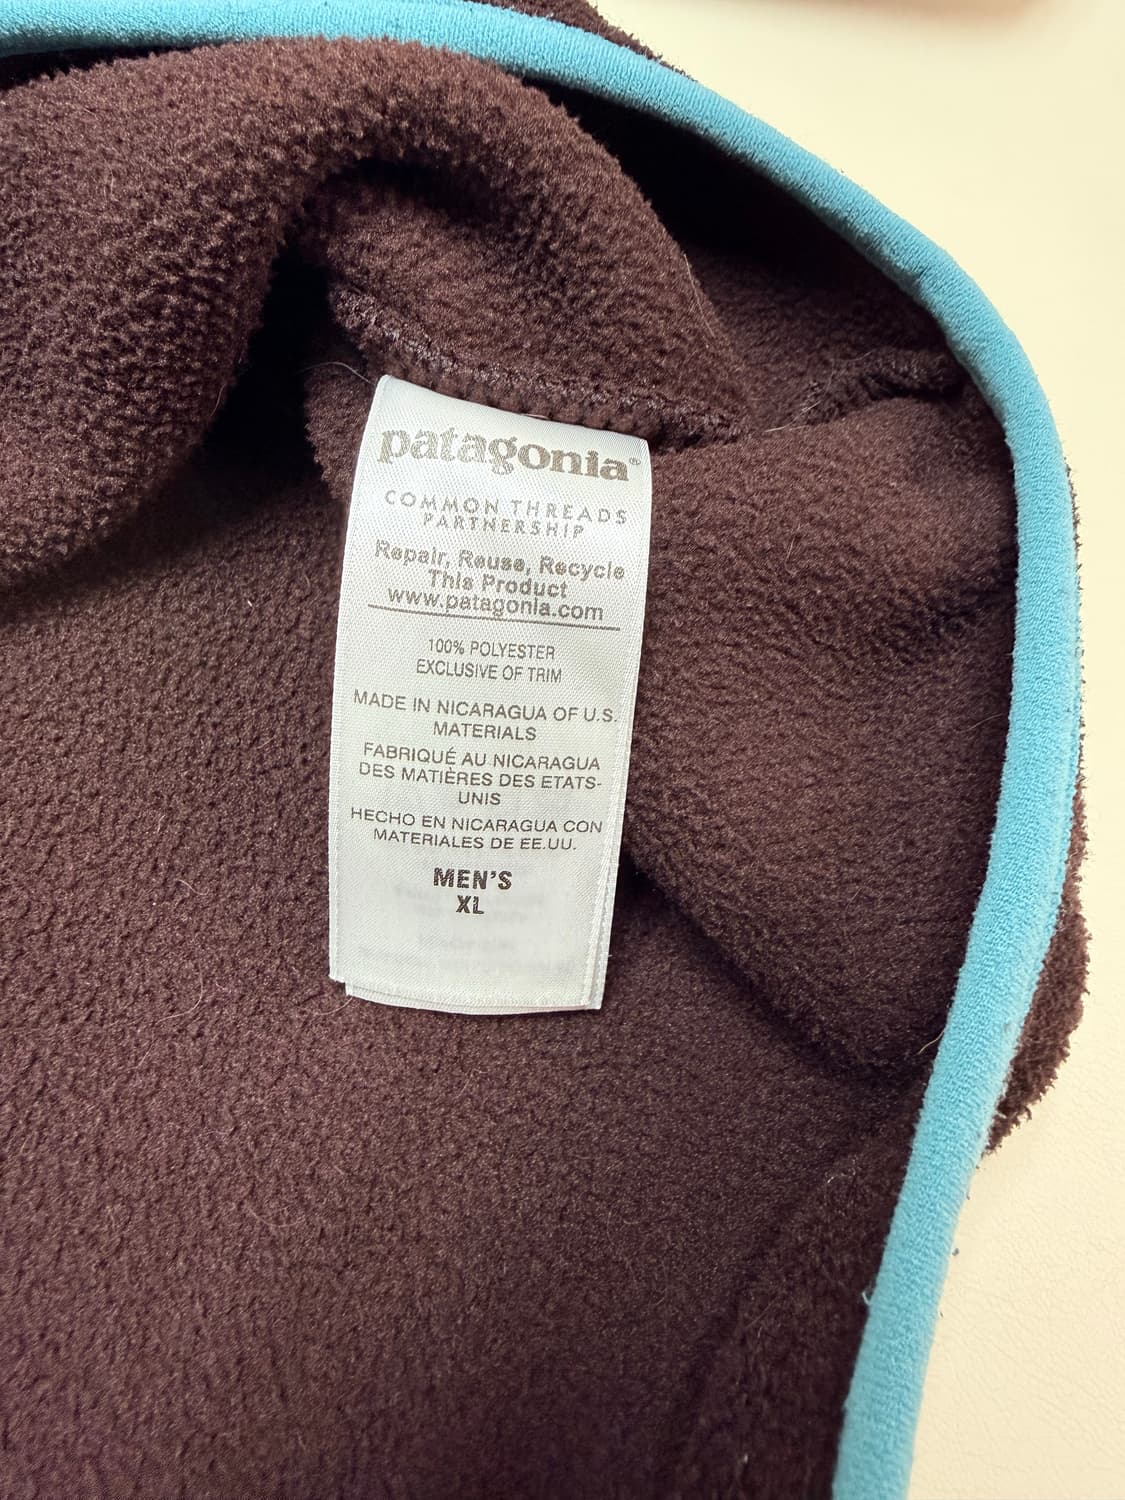 patagonia®
COMMON THREADS
PARTNERSHIP
Repair, Reuse, Recycle
This Product
www.patagonia.com
100% POLYESTER
EXCLUSIVE OF TRIM
MADE IN NICARAGUA OF U.S.
MATERIALS
FABRIQUÉ AU NICARAGUA
DES MATIÈRES DES ETATS-
UNIS
HECHO EN NICARAGUA CON
MATERIALES DE EE.UU.
MEN'S
XL